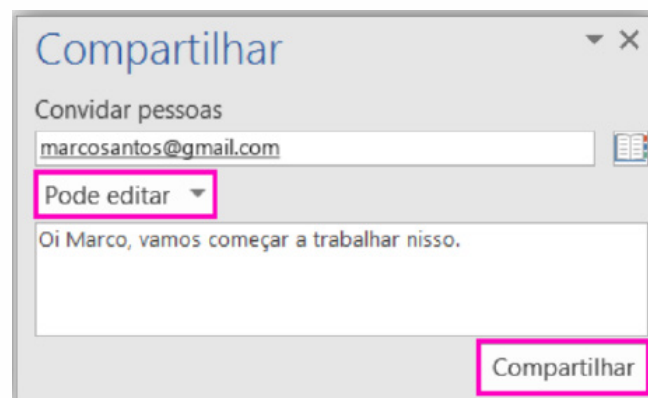 Compartilhar
Convidar pessoas
marcosantos@gmail.com
Pode editar
Oi Marco, vamos começar a trabalhar nisso.
Compartilhar